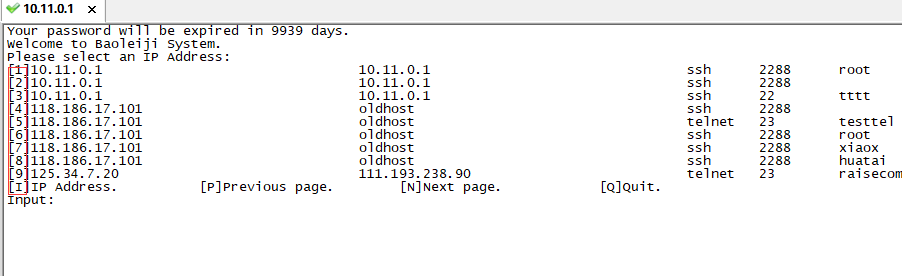 10.11.0.1
Your password will be expired in 9939 days.
Welcome to Baoleiji System.
Please select an IP Address:
[1]10.11.0.1 10.11.0.1 ssh 2288 root
[2]10.11.0.1 10.11.0.1 ssh 2288
[3]10.11.0.1 10.11.0.1 ssh 22 tttt
[4]118.186.17.101 oldhost ssh 2288
[5]118.186.17.101 oldhost telnet 23 testtel
[6]118.186.17.101 oldhost ssh 2288 root
[7]118.186.17.101 oldhost ssh 2288 xiaox
[8]118.186.17.101 oldhost ssh 2288 huatai
[9]125.34.7.20 111.193.238.90 telnet 23 raisecom
[I]IP Address. [P]Previous page. [N]Next page. [Q]Quit.
Input: